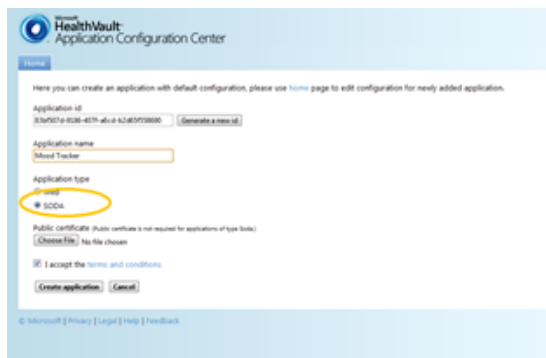 Microsoft
HealthVault
Application Configuration Center
Home
Here you can create an application with default configuration, please use home page to edit configuration for newly added application.
Application id
Generate a new id
Application name
Mood Tracker
Application type
Web
SODA
Public certificate (Public certificate is not required for applications of type Soda.)
Choose File No file chosen
I accept the terms and conditions
Create application Cancel
© Microsoft | Privacy | Legal | Help | Feedback